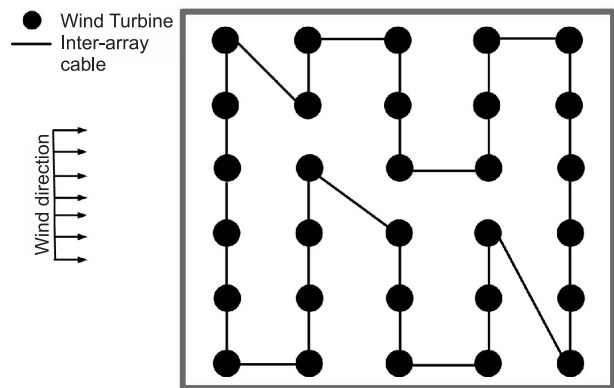 Wind Turbine
Inter-array
cable
Wind direction